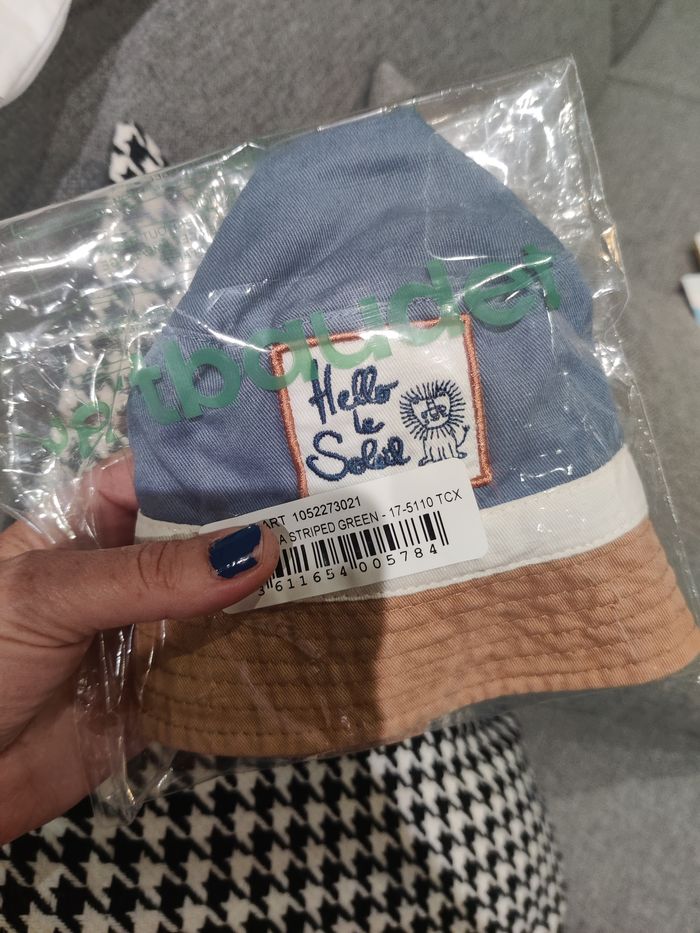 vertbaudet
Hello
le
Soleil
ART 1052273021
A STRIPED GREEN - 17-5110 TCX
3 611654 005784